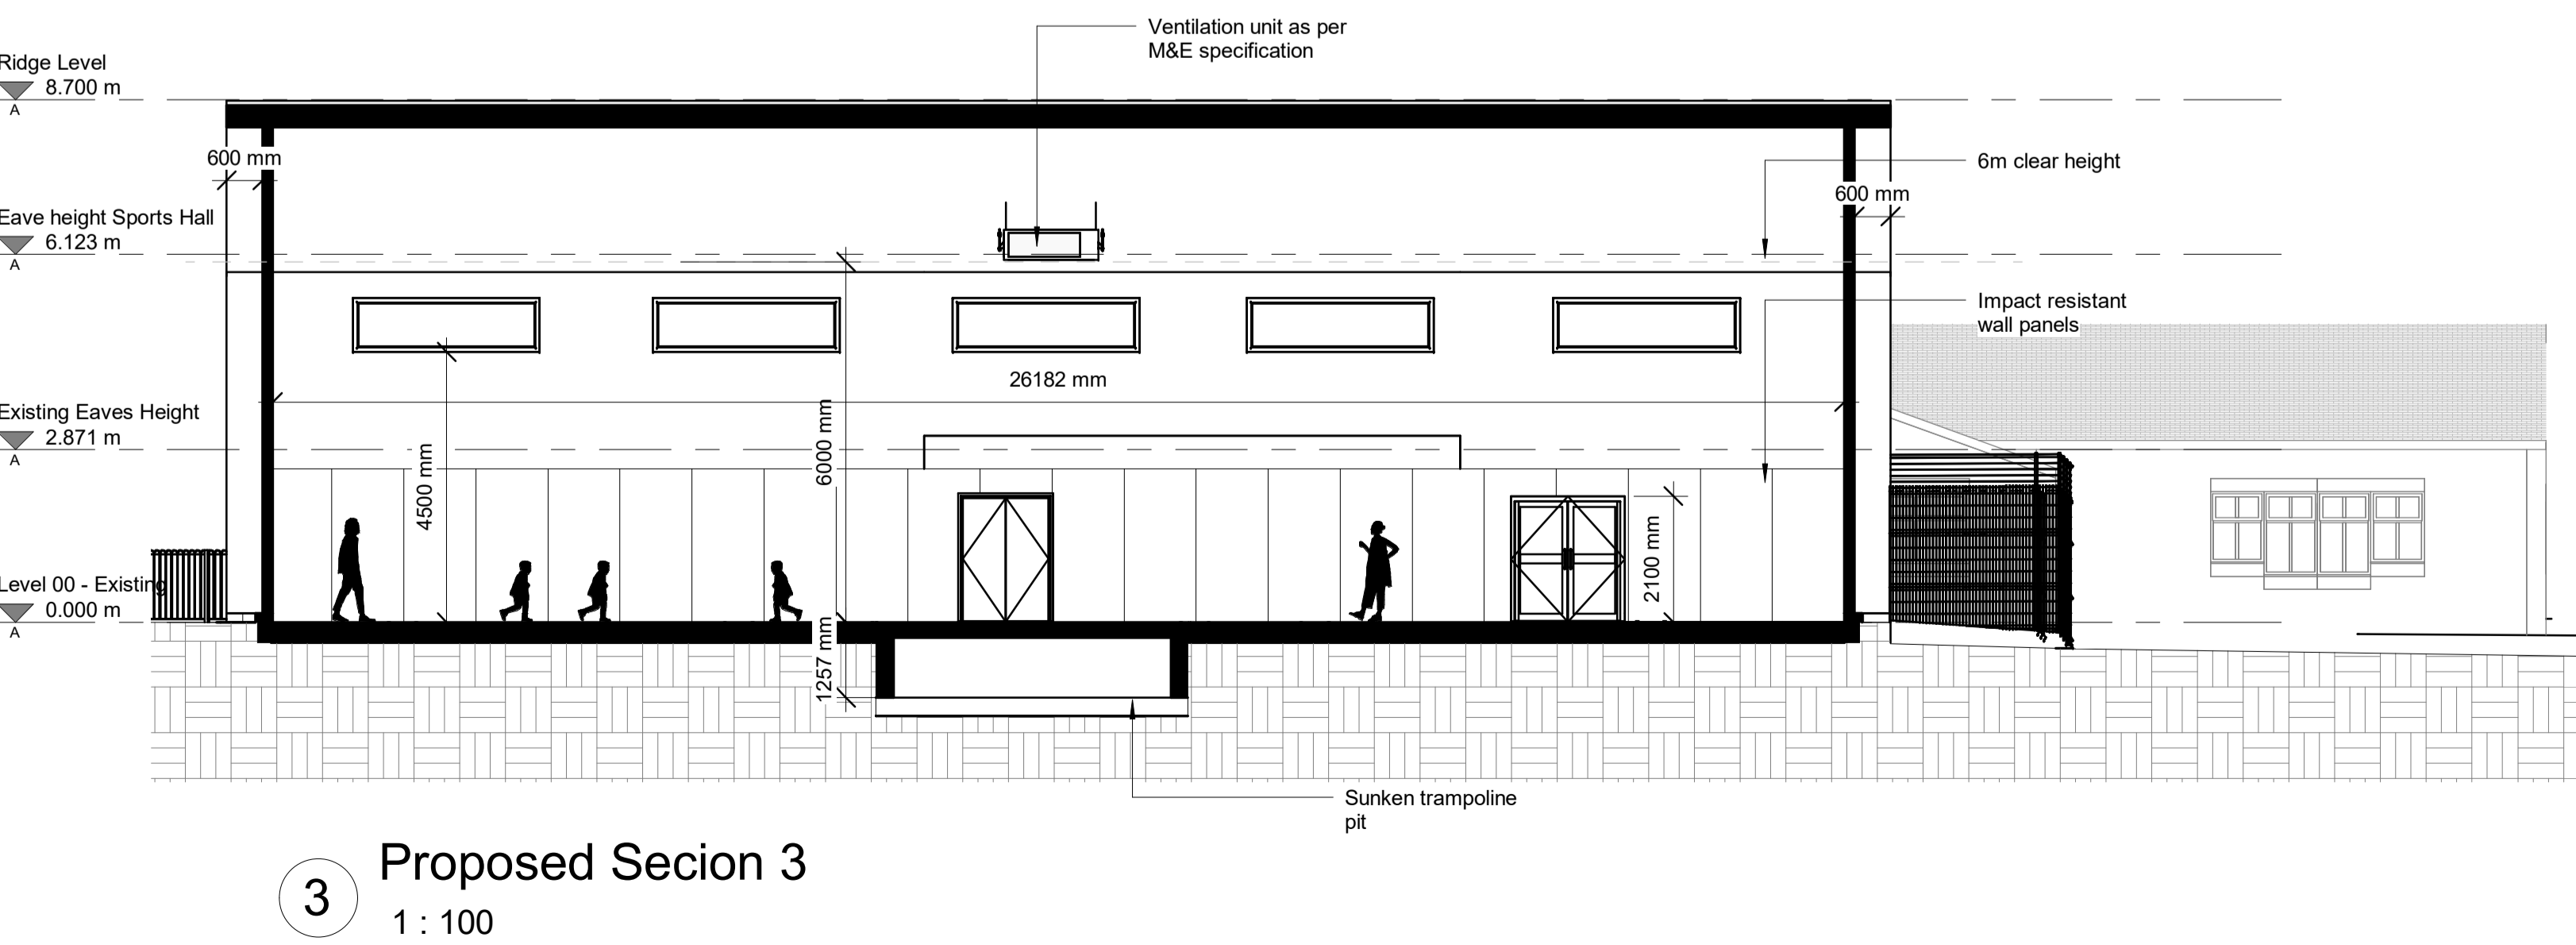 Ventilation unit as per
M&E specification
Ridge Level
8.700 m
A
600 mm
6m clear height
600 mm
Eave height Sports Hall
6.123 m
A
Impact resistant
wall panels
26182 mm
Existing Eaves Height
2.871 m
A
4500 mm
6000 mm
2100 mm
Level 00 - Existing
0.000 m
A
1257 mm
Sunken trampoline
pit
3
Proposed Secion 3
1 : 100